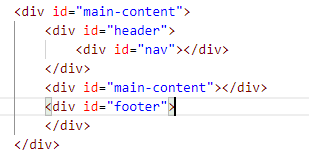 <div id="main-content">
<div id="header">
<div id="nav"></div>
</div>
<div id="main-content"></div>
<div id="footer">
</div>
</div>